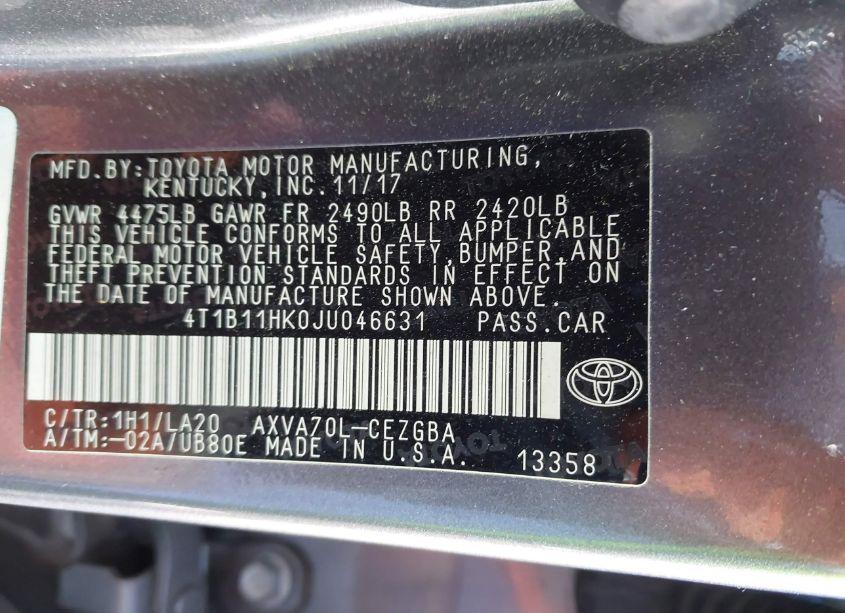 MFD.BY:TOYOTA MOTOR MANUFACTURING,
KENTUCKY,INC.11/17
GVWR 4475LB GAWR FR 2490LB RR 2420LB
THIS VEHICLE CONFORMS TO ALL APPLICABLE
FEDERAL MOTOR VEHICLE SAFETY,BUMPER,AND
THEFT PREVENTION STANDARDS IN EFFECT ON
THE DATE OF MANUFACTURE SHOWN ABOVE.
4T1B11HK0JU046631 PASS.CAR
C/TR:1H1/LA20 AXVA70L-CEZGBA
A/TM:-02A/UB80E MADE IN U.S.A. 13358